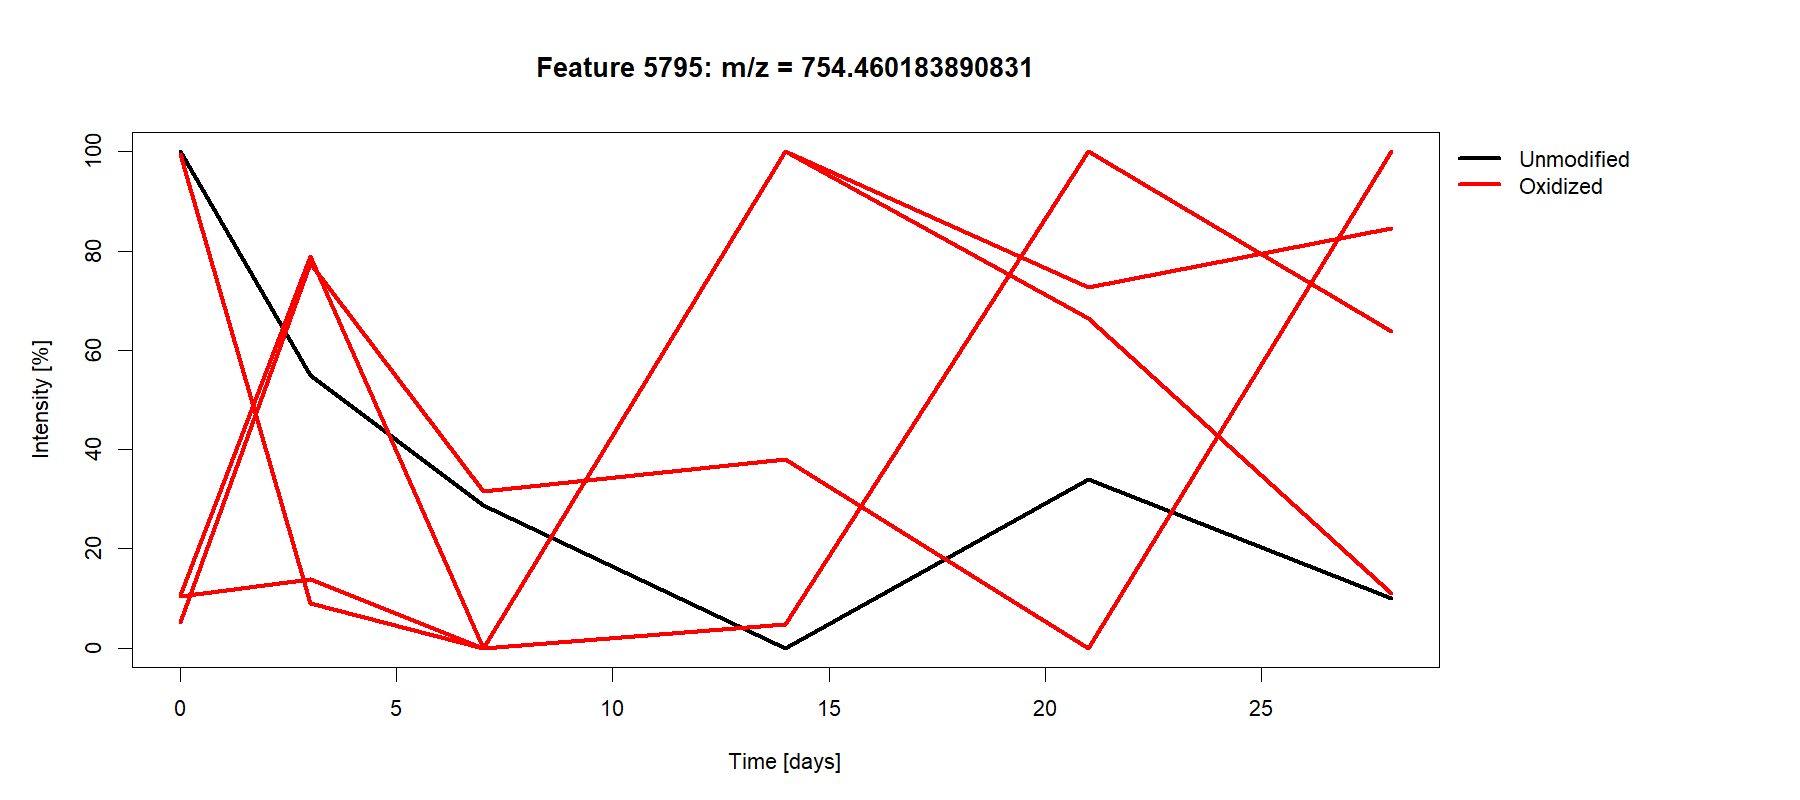 Feature 5795: m/z = 754.460183890831
Unmodified
Oxidized
Intensity [%]
100
80
60
40
20
0
0 5 10 15 20 25
Time [days]